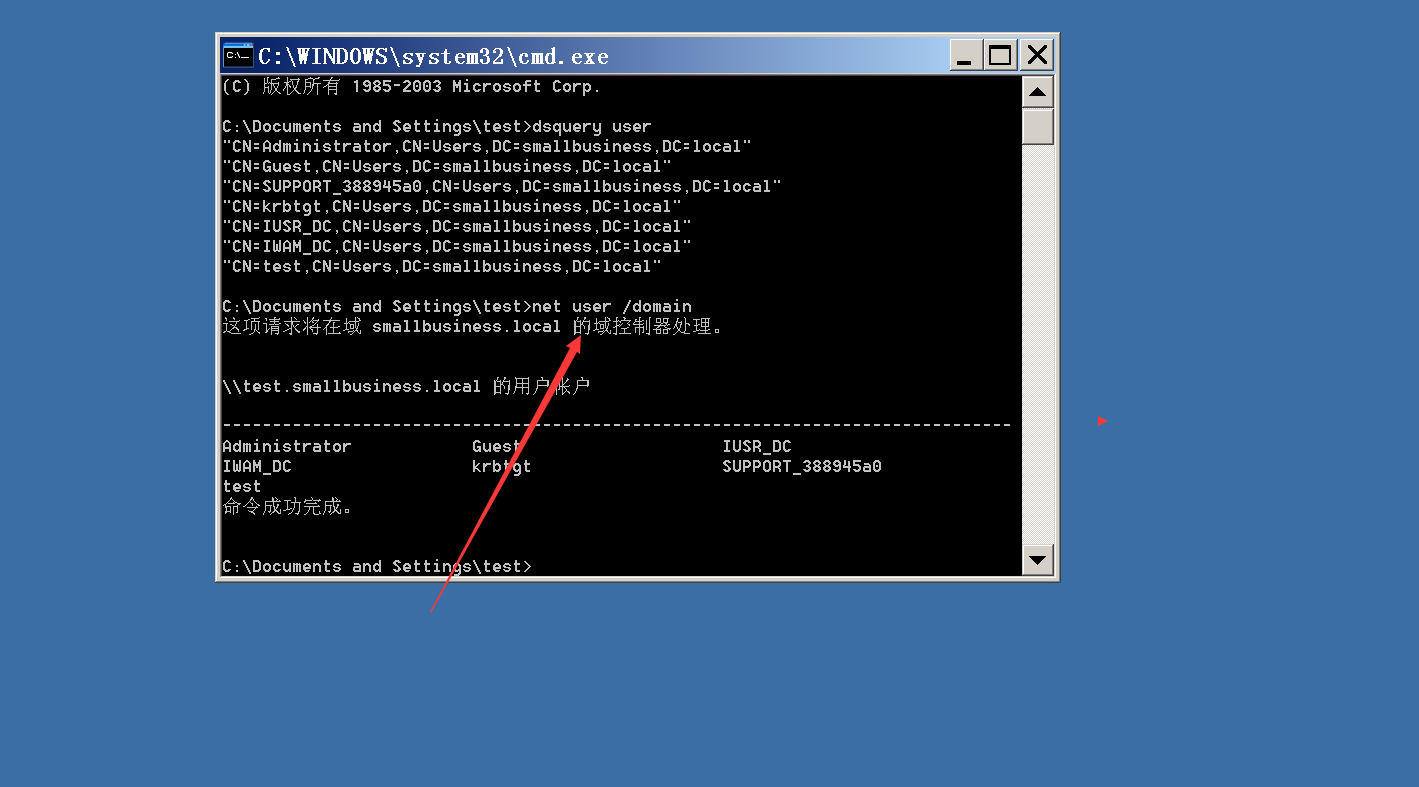 C:\WINDOWS\system32\cmd.exe
(C) 版权所有 1985-2003 Microsoft Corp.
C:\Documents and Settings\test>dsquery user
"CN=Administrator,CN=Users,DC=smallbusiness,DC=local"
"CN=Guest,CN=Users,DC=smallbusiness,DC=local"
"CN=SUPPORT_388945a0,CN=Users,DC=smallbusiness,DC=local"
"CN=krbtgt,CN=Users,DC=smallbusiness,DC=local"
"CN=IUSR_DC,CN=Users,DC=smallbusiness,DC=local"
"CN=IWAM_DC,CN=Users,DC=smallbusiness,DC=local"
"CN=test,CN=Users,DC=smallbusiness,DC=local"
C:\Documents and Settings\test>net user /domain
这项请求将在域 smallbusiness.local 的域控制器处理。
\\test.smallbusiness.local 的用户帐户
-------------------------------------------------------------------------------
Administrator            Guest                    IUSR_DC
IWAM_DC                  krbtgt                   SUPPORT_388945a0
test
命令成功完成。
C:\Documents and Settings\test>